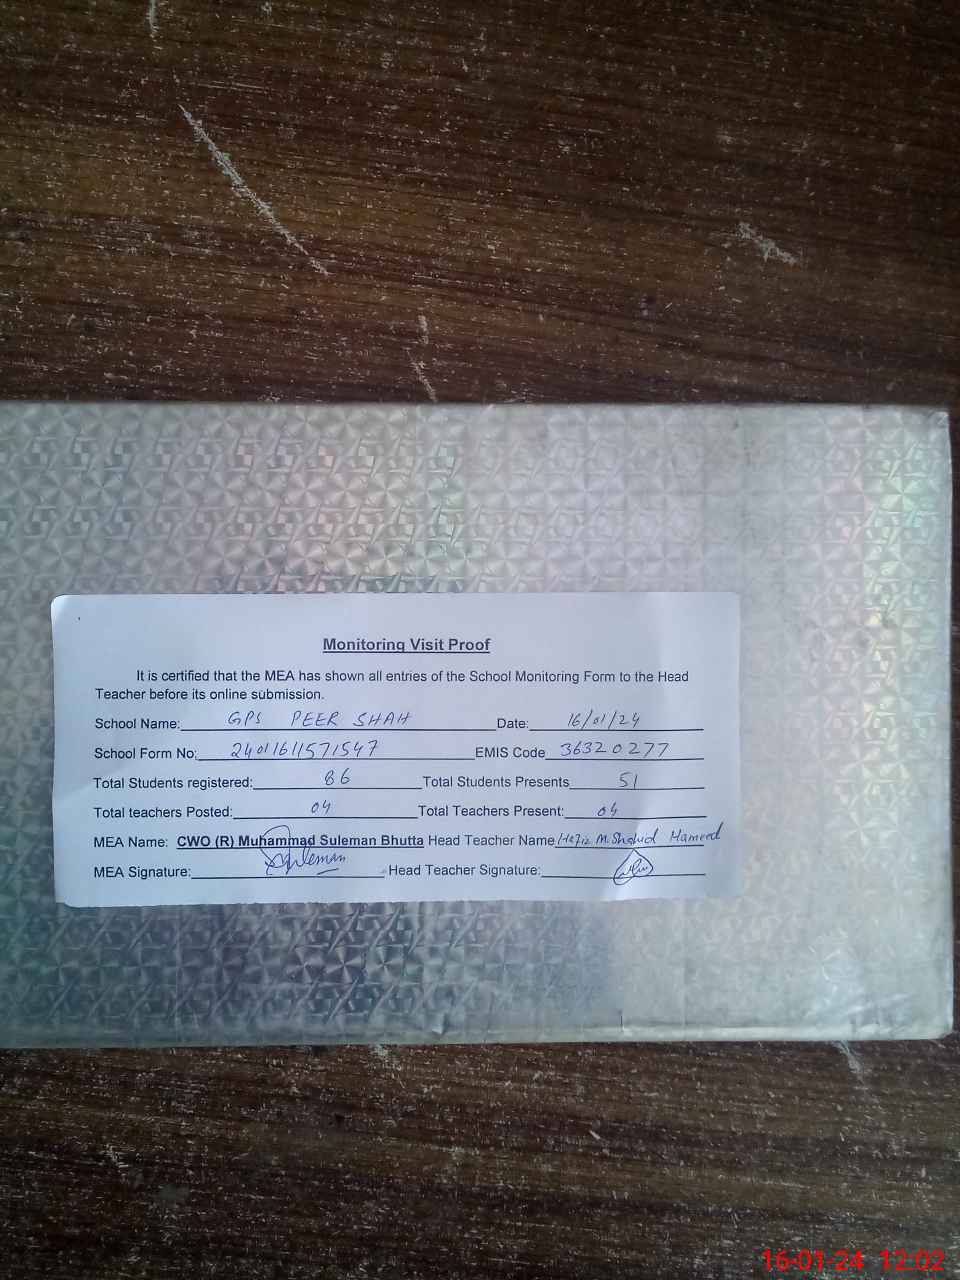 Monitoring Visit Proof
It is certified that the MEA has shown all entries of the School Monitoring Form to the Head
Teacher before its online submission.
School Name: GPS PEER SHAH Date: 16/01/24
School Form No: 24011611571547 EMIS Code 36320277
Total Students registered: 86 Total Students Presents 51
Total teachers Posted: 04 Total Teachers Present: 04
MEA Name: CWO (R) Muhammad Suleman Bhutta Head Teacher Name Hafiz M. Shahid Hameed
MEA Signature: Suleman Head Teacher Signature:
16-01-24 12:02